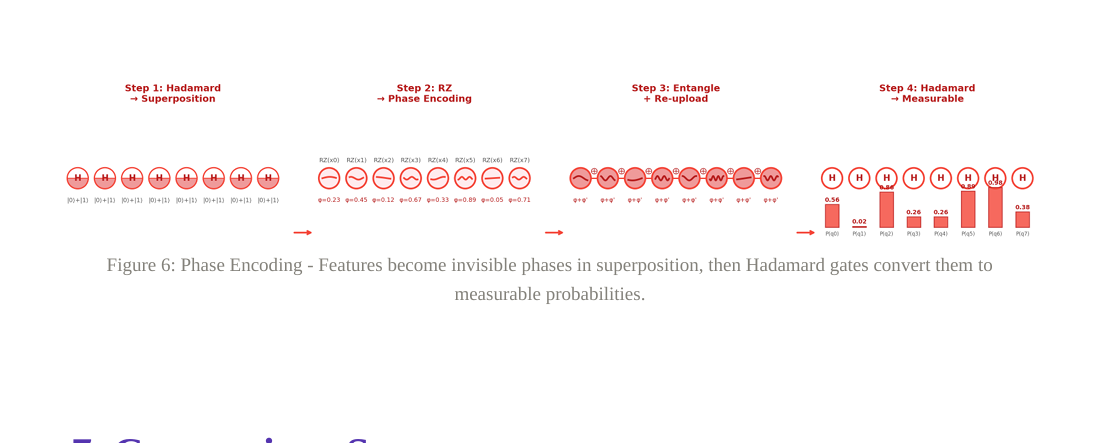 Step 1: Hadamard
→ Superposition
Step 2: RZ
→ Phase Encoding
Step 3: Entangle
+ Re-upload
Step 4: Hadamard
→ Measurable
RZ(x0) RZ(x1) RZ(x2) RZ(x3) RZ(x4) RZ(x5) RZ(x6) RZ(x7)
H H H H H H H H
H H H H H H H H
|0⟩+|1⟩ |0⟩+|1⟩ |0⟩+|1⟩ |0⟩+|1⟩ |0⟩+|1⟩ |0⟩+|1⟩ |0⟩+|1⟩ |0⟩+|1⟩
φ=0.23 φ=0.45 φ=0.12 φ=0.67 φ=0.33 φ=0.89 φ=0.05 φ=0.71
φ+φ' φ+φ' φ+φ' φ+φ' φ+φ' φ+φ' φ+φ' φ+φ'
0.56 0.02 0.26 0.26 0.98 0.38
P(q0) P(q1) P(q2) P(q3) P(q4) P(q5) P(q6) P(q7)
Figure 6: Phase Encoding - Features become invisible phases in superposition, then Hadamard gates convert them to
measurable probabilities.